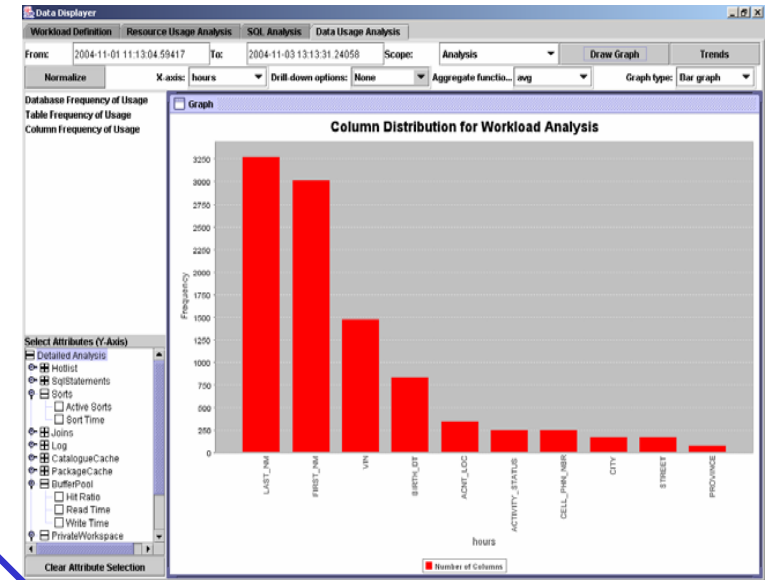 Data Displayer
Workload Definition Resource Usage Analysis SQL Analysis Data Usage Analysis
From: 2004-11-01 11:13:04.59417 To: 2004-11-03 13:13:31.24058 Scope: Analysis Draw Graph Trends
Normalize X-axis: hours Drill-down options: None Aggregate functio... avg Graph type: Bar graph
Database Frequency of Usage
Table Frequency of Usage
Column Frequency of Usage
Graph
Column Distribution for Workload Analysis
Frequency
3250
3000
2750
2500
2250
2000
1750
1500
1250
1000
750
500
250
0
LAST_NM
FIRST_NM
VIN
BIRTH_DT
ACNT_LOC
ACTIVITY_STATUS
CELL_PHN_NBR
CITY
STREET
PROVINCE
hours
Number of Columns
Select Attributes (Y-Axis)
Detailed Analysis
Hotlist
SqlStatements
Sorts
Active Sorts
Sort Time
Joins
Log
CatalogueCache
PackageCache
BufferPool
Hit Ratio
Read Time
Write Time
PrivateWorkspace
Clear Attribute Selection